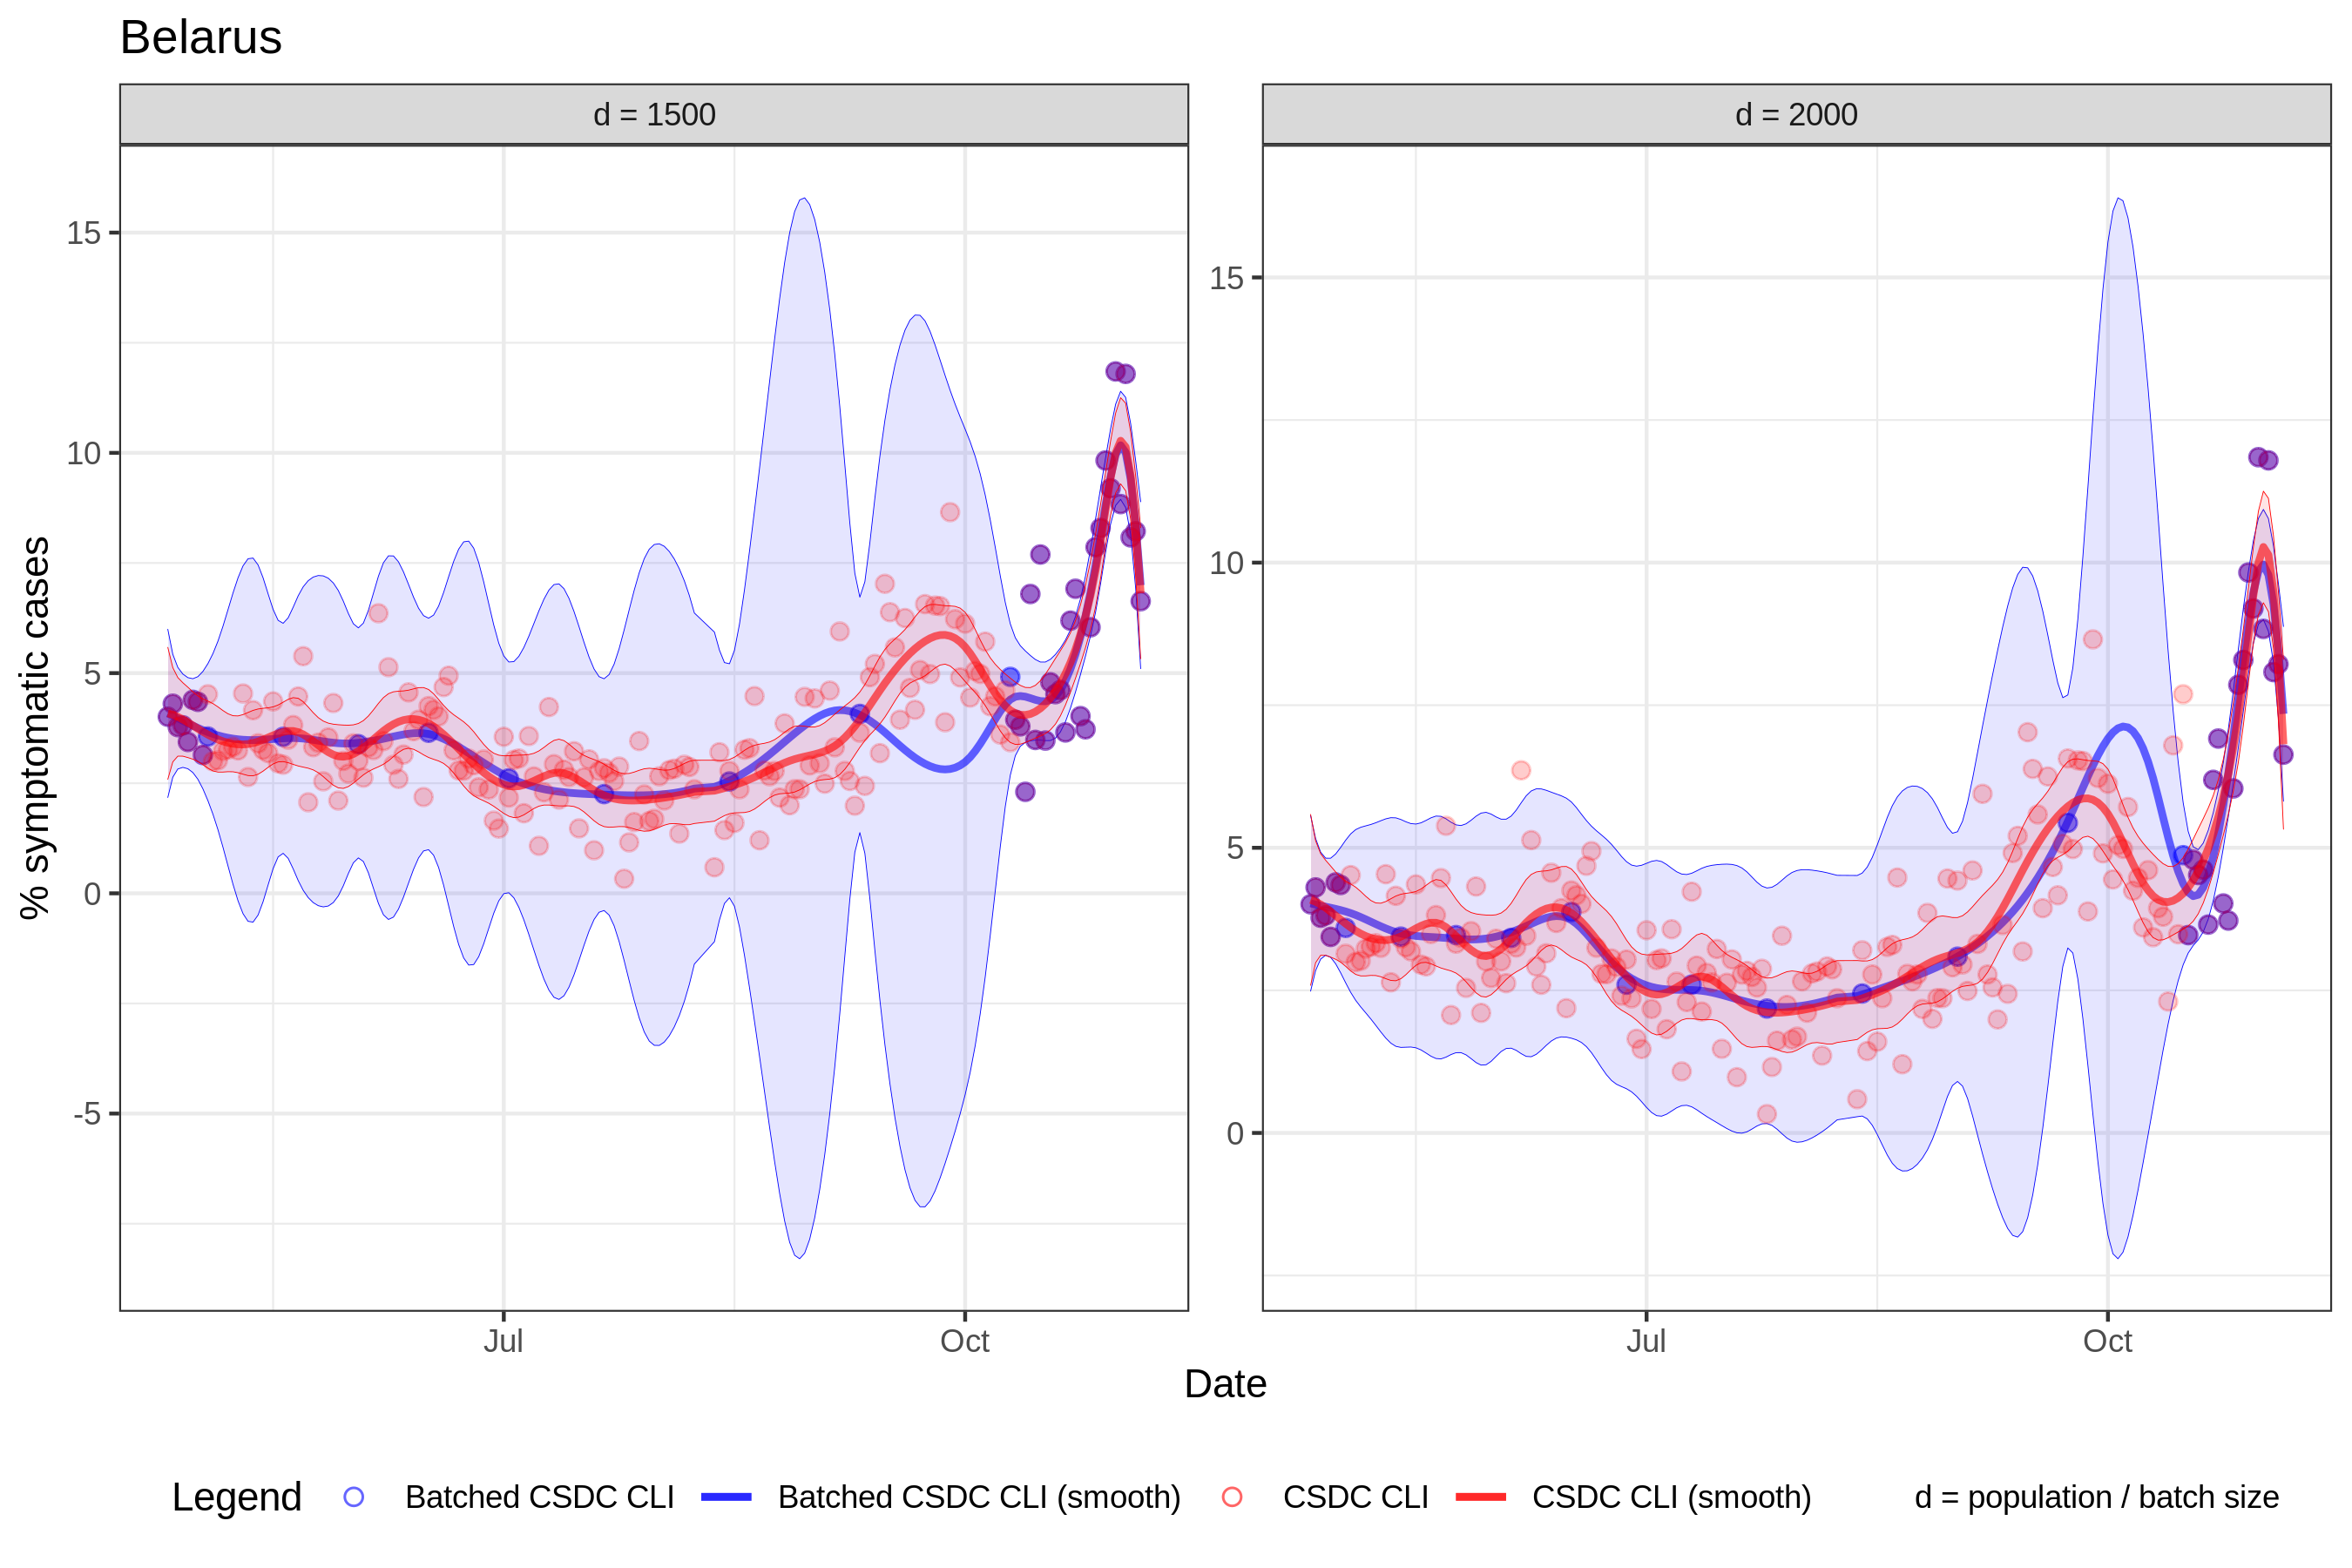 Belarus
d = 1500
d = 2000
% symptomatic cases
15
10
5
0
-5
15
10
5
0
Jul
Oct
Jul
Oct
Date
Legend
Batched CSDC CLI
Batched CSDC CLI (smooth)
CSDC CLI
CSDC CLI (smooth)
d = population / batch size